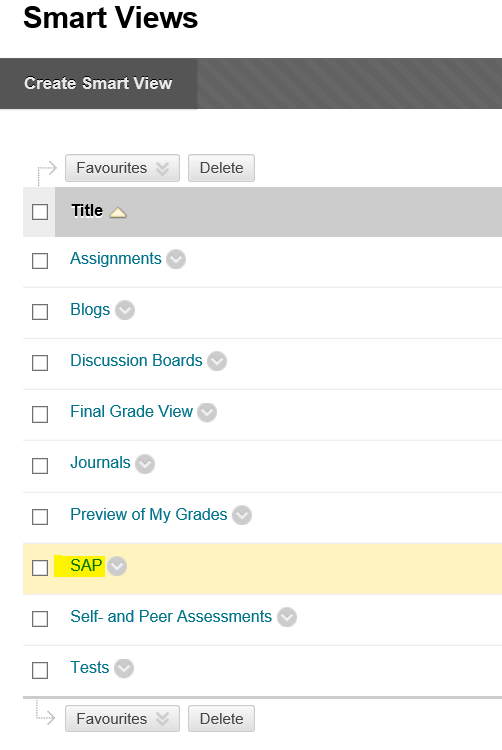 Smart Views
Create Smart View
Favourites Delete
Title
Assignments
Blogs
Discussion Boards
Final Grade View
Journals
Preview of My Grades
SAP
Self- and Peer Assessments
Tests
Favourites Delete